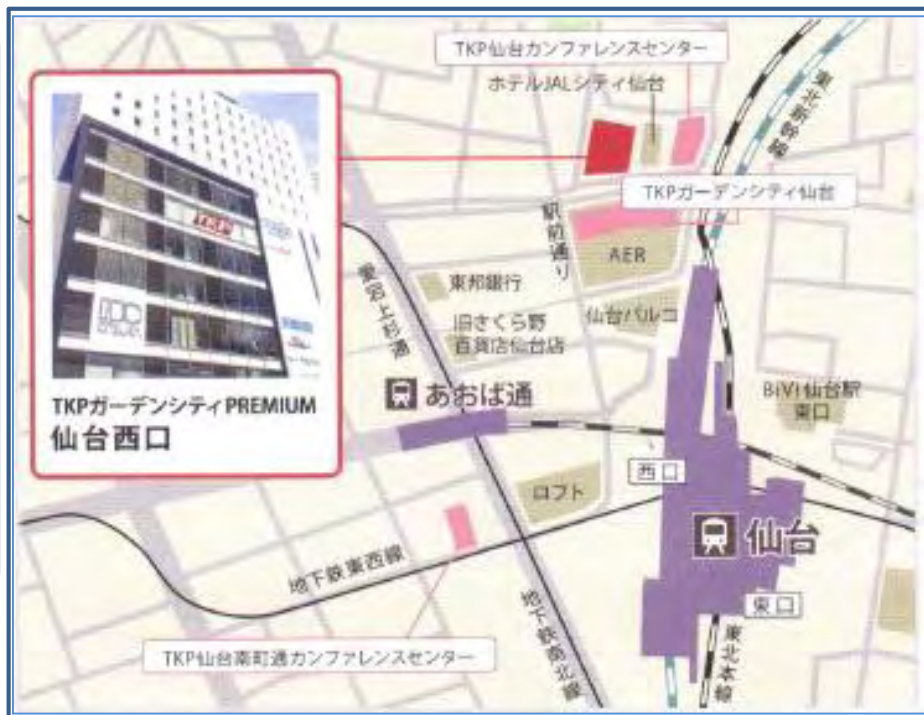 TKP仙台カンファレンスセンター
ホテルJALシティ仙台
東北新幹線
TKPガーデンシティ仙台
駅前通り
AER
東邦銀行
仙台パルコ
旧さくら野
百貨店仙台店
愛宕上杉通
あおば通
BiVi仙台駅
東口
TKPガーデンシティPREMIUM
仙台西口
西口
ロフト
仙台
地下鉄東西線
東口
地下鉄南北線
東北本線
TKP仙台南町通カンファレンスセンター
TKP